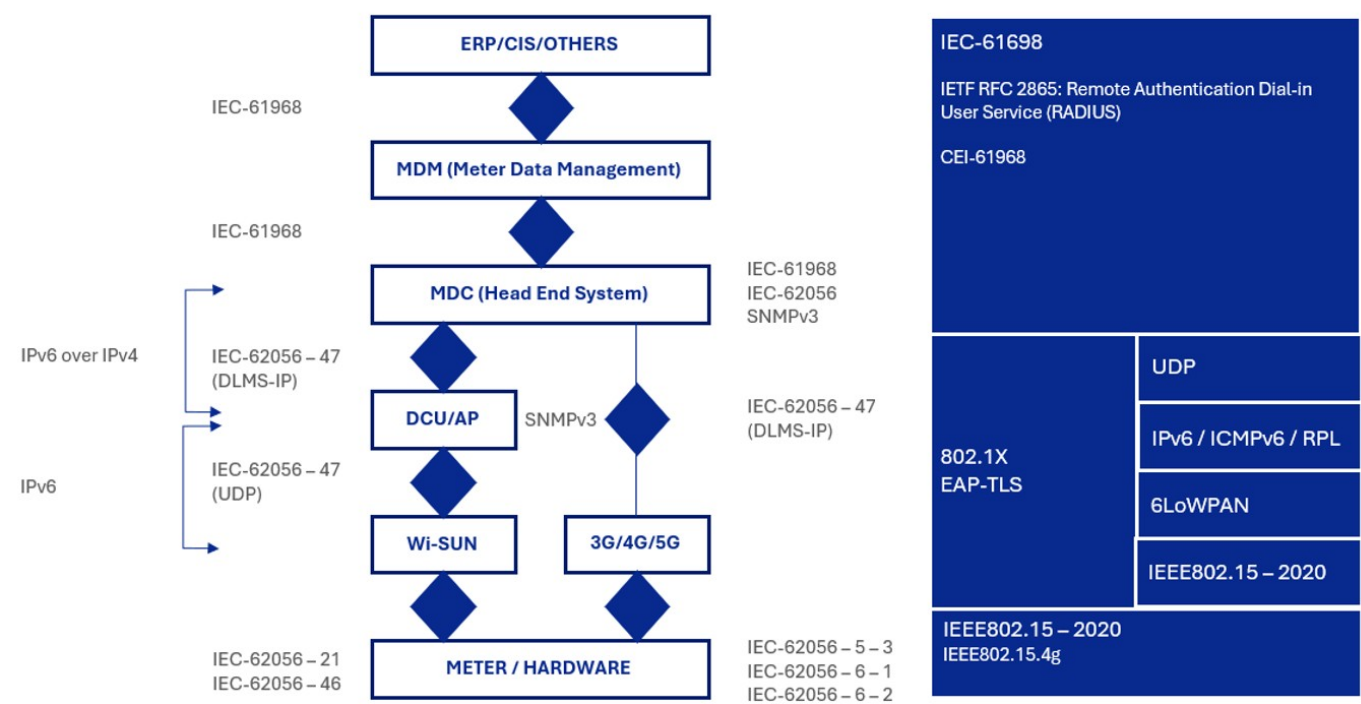 ERP/CIS/OTHERS
IEC-61968
MDM (Meter Data Management)
IEC-61968
MDC (Head End System)
IEC-61968
IEC-62056
SNMPv3
IPv6 over IPv4
IEC-62056 – 47
(DLMS-IP)
DCU/AP
SNMPv3
IEC-62056 – 47
(DLMS-IP)
IPv6
IEC-62056 – 47
(UDP)
Wi-SUN
3G/4G/5G
IEC-62056 – 21
IEC-62056 – 46
METER / HARDWARE
IEC-62056 – 5 – 3
IEC-62056 – 6 – 1
IEC-62056 – 6 – 2
IEC-61698
IETF RFC 2865: Remote Authentication Dial-in
User Service (RADIUS)
CEI-61968
802.1X
EAP-TLS
UDP
IPv6 / ICMPv6 / RPL
6LoWPAN
IEEE802.15 – 2020
IEEE802.15 – 2020
IEEE802.15.4g